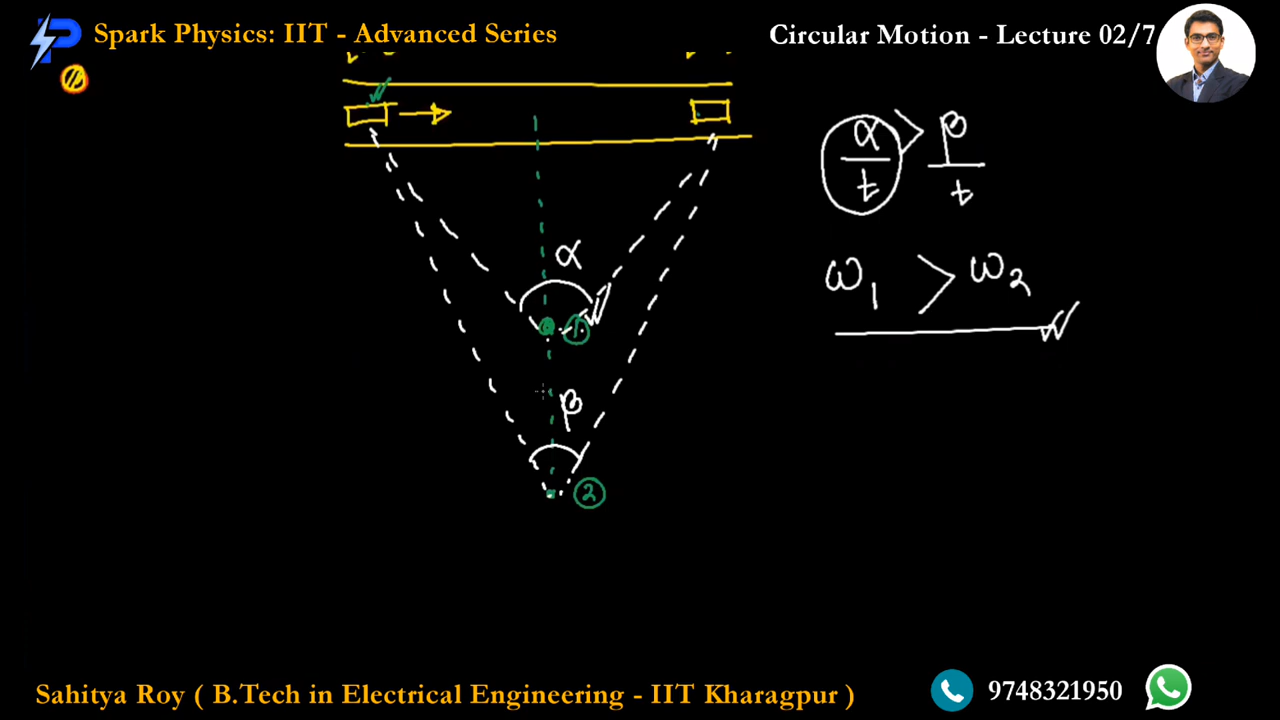 Spark Physics: IIT - Advanced Series
Circular Motion - Lecture 02/7
α/t > β/t
ω₁ > ω₂
α
①
β
②
Sahitya Roy ( B.Tech in Electrical Engineering - IIT Kharagpur )
9748321950